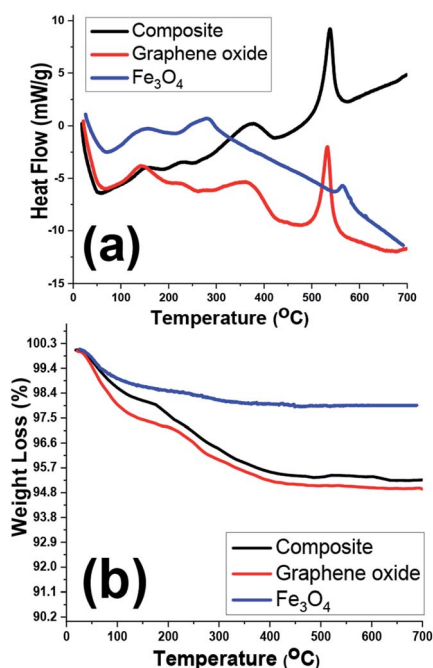 10
5
0
-5
-10
-15
Heat Flow (mW/g)
Composite
Graphene oxide
Fe₃O₄
(a)
0 100 200 300 400 500 600 700
Temperature (ᴼC)
100.3
99.4
98.4
97.5
96.6
95.7
94.8
93.8
92.9
92.0
91.1
90.2
Weight Loss (%)
(b)
Composite
Graphene oxide
Fe₃O₄
0 100 200 300 400 500 600 700
Temperature (ᴼC)